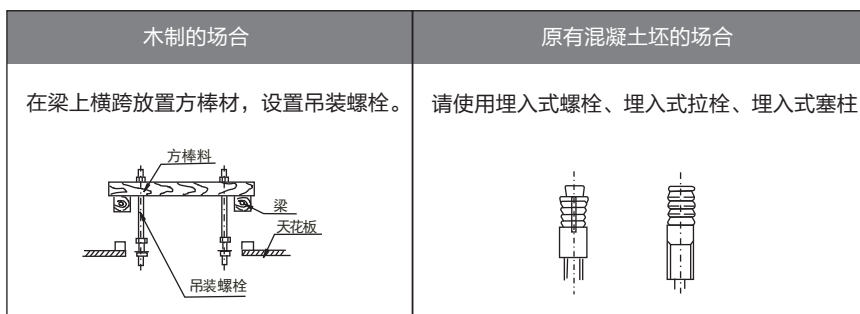 木制的场合
原有混凝土坯的场合
在梁上横跨放置方棒材，设置吊装螺栓。
请使用埋入式螺栓、埋入式拉栓、埋入式塞柱
方棒料
梁
天花板
吊装螺栓